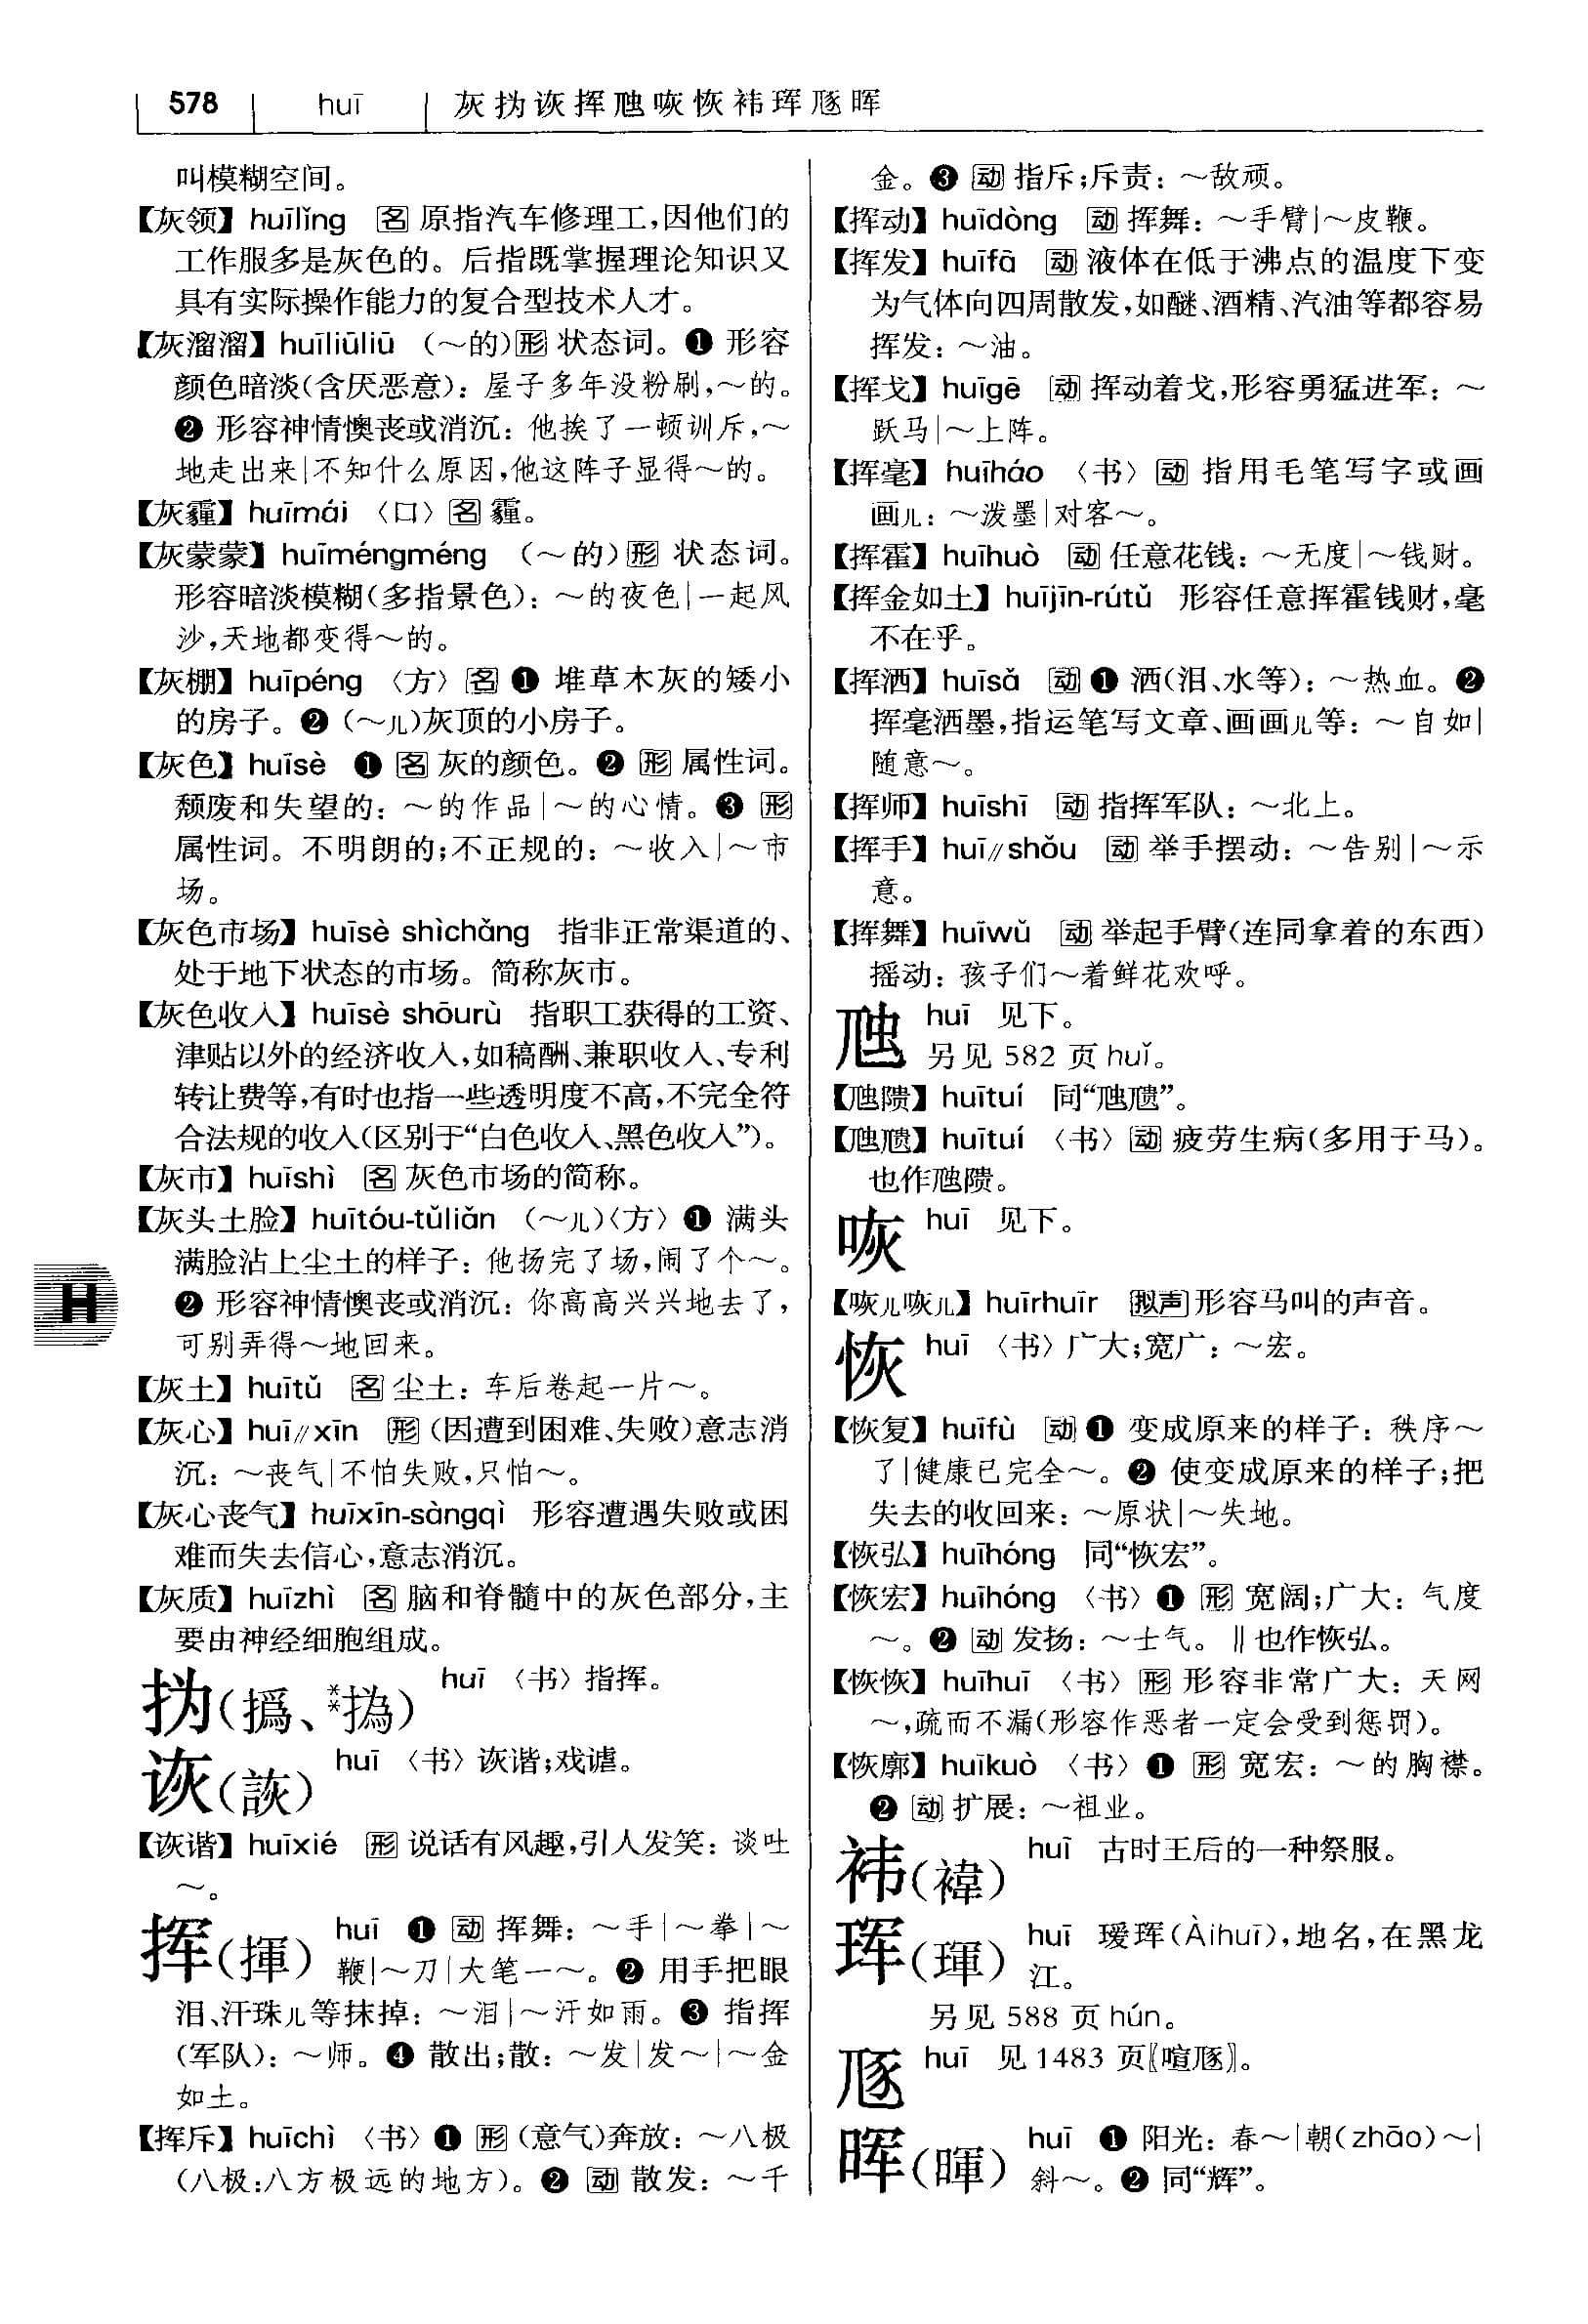 578 huī 灰㧑诙挥虺咴恢袆珲豗晖
叫模糊空间。
【灰领】huīlǐng 名 原指汽车修理工,因他们的
工作服多是灰色的。后指既掌握理论知识又
具有实际操作能力的复合型技术人才。
【灰溜溜】huīliūliū (～的)形 状态词。❶ 形容
颜色暗淡(含厌恶意):屋子多年没粉刷,～的。
❷ 形容神情懊丧或消沉:他挨了一顿训斥,～
地走出来|不知什么原因,他这阵子显得～的。
【灰霾】huīmái 〈口〉名 霾。
【灰蒙蒙】huīméngméng (～的)形 状态词。
形容暗淡模糊(多指景色):～的夜色|一起风
沙,天地都变得～的。
【灰棚】huīpéng 〈方〉名 ❶ 堆草木灰的矮小
的房子。❷ (～儿)灰顶的小房子。
【灰色】huīsè ❶ 名 灰的颜色。❷ 形 属性词。
颓废和失望的:～的作品|～的心情。❸ 形
属性词。不明朗的;不正规的:～收入|～市
场。
【灰色市场】huīsè shìchǎng 指非正常渠道的、
处于地下状态的市场。简称灰市。
【灰色收入】huīsè shōurù 指职工获得的工资、
津贴以外的经济收入,如稿酬、兼职收入、专利
转让费等,有时也指一些透明度不高,不完全符
合法规的收入(区别于“白色收入、黑色收入”)。
【灰市】huīshì 名 灰色市场的简称。
【灰头土脸】huītóu-tǔliǎn (～儿)〈方〉❶ 满头
满脸沾上尘土的样子:他扬完了场,闹了个～。
❷ 形容神情懊丧或消沉:你高高兴兴地去了,
可别弄得～地回来。
H
【灰土】huītǔ 名 尘土:车后卷起一片～。
【灰心】huī//xīn 形 (因遭到困难、失败)意志消
沉:～丧气|不怕失败,只怕～。
【灰心丧气】huīxīn-sàngqì 形容遭遇失败或困
难而失去信心,意志消沉。
【灰质】huīzhì 名 脑和脊髓中的灰色部分,主
要由神经细胞组成。
㧑(撝、**撝) huī 〈书〉指挥。
诙(詼) huī 〈书〉诙谐;戏谑。
【诙谐】huīxié 形 说话有风趣,引人发笑:谈吐
～。
挥(揮) huī ❶ 动 挥舞:～手|～拳|～
鞭|～刀|大笔一～。❷ 用手把眼
泪、汗珠儿等抹掉:～泪|～汗如雨。❸ 指挥
(军队):～师。❹ 散出;散:～发|发～|～金
如土。
【挥斥】huīchì 〈书〉❶ 形 (意气)奔放:～八极
(八极:八方极远的地方)。❷ 动 散发:～千
金。❸ 动 指斥;斥责:～敌顽。
【挥动】huīdòng 动 挥舞:～手臂|～皮鞭。
【挥发】huīfā 动 液体在低于沸点的温度下变
为气体向四周散发,如醚、酒精、汽油等都容易
挥发:～油。
【挥戈】huīgē 动 挥动着戈,形容勇猛进军:～
跃马|～上阵。
【挥毫】huīháo 〈书〉动 指用毛笔写字或画
画儿:～泼墨|对客～。
【挥霍】huīhuò 动 任意花钱:～无度|～钱财。
【挥金如土】huījīn-rútǔ 形容任意挥霍钱财,毫
不在乎。
【挥洒】huīsǎ 动 ❶ 洒(泪、水等):～热血。❷
挥毫洒墨,指运笔写文章、画画儿等:～自如|
随意～。
【挥师】huīshī 动 指挥军队:～北上。
【挥手】huī//shǒu 动 举手摆动:～告别|～示
意。
【挥舞】huīwǔ 动 举起手臂(连同拿着的东西)
摇动:孩子们～着鲜花欢呼。
虺 huī 见下。
另见 582 页 huǐ。
【虺隤】huītuí 同“虺尵”。
【虺尵】huītuí 〈书〉动 疲劳生病(多用于马)。
也作虺隤。
咴 huī 见下。
【咴儿咴儿】huīrhuīr 拟声 形容马叫的声音。
恢 huī 〈书〉广大;宽广:～宏。
【恢复】huīfù 动 ❶ 变成原来的样子:秩序～
了|健康已完全～。❷ 使变成原来的样子;把
失去的收回来:～原状|～失地。
【恢弘】huīhóng 同“恢宏”。
【恢宏】huīhóng 〈书〉❶ 形 宽阔;广大:气度
～。❷ 动 发扬:～士气。‖也作恢弘。
【恢恢】huīhuī 〈书〉形 形容非常广大:天网
～,疏而不漏(形容作恶者一定会受到惩罚)。
【恢廓】huīkuò 〈书〉❶ 形 宽宏:～的胸襟。
❷ 动 扩展:～祖业。
袆(褘) huī 古时王后的一种祭服。
珲(琿) huī 瑷珲(Àihuī),地名,在黑龙
江。
另见 588 页 hún。
豗 huī 见 1483 页〖喧豗〗。
晖(暉) huī ❶ 阳光:春～|朝(zhāo)～|
斜～。❷ 同“辉”。